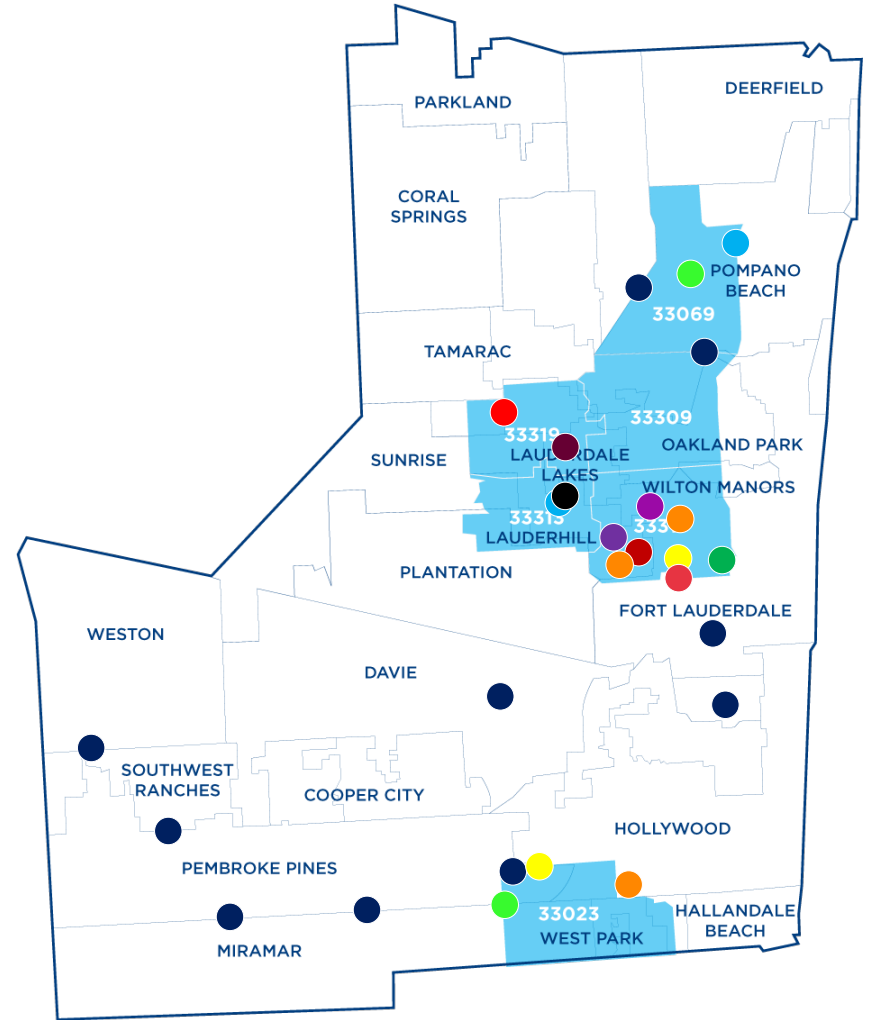 PARKLAND
DEERFIELD
CORAL
SPRINGS
POMPANO
BEACH
33069
TAMARAC
33309
33319
OAKLAND PARK
LAUDERDALE
LAKES
SUNRISE
WILTON MANORS
33313
LAUDERHILL
PLANTATION
FORT LAUDERDALE
WESTON
DAVIE
SOUTHWEST
RANCHES
COOPER CITY
HOLLYWOOD
PEMBROKE PINES
33023
HALLANDALE
BEACH
WEST PARK
MIRAMAR